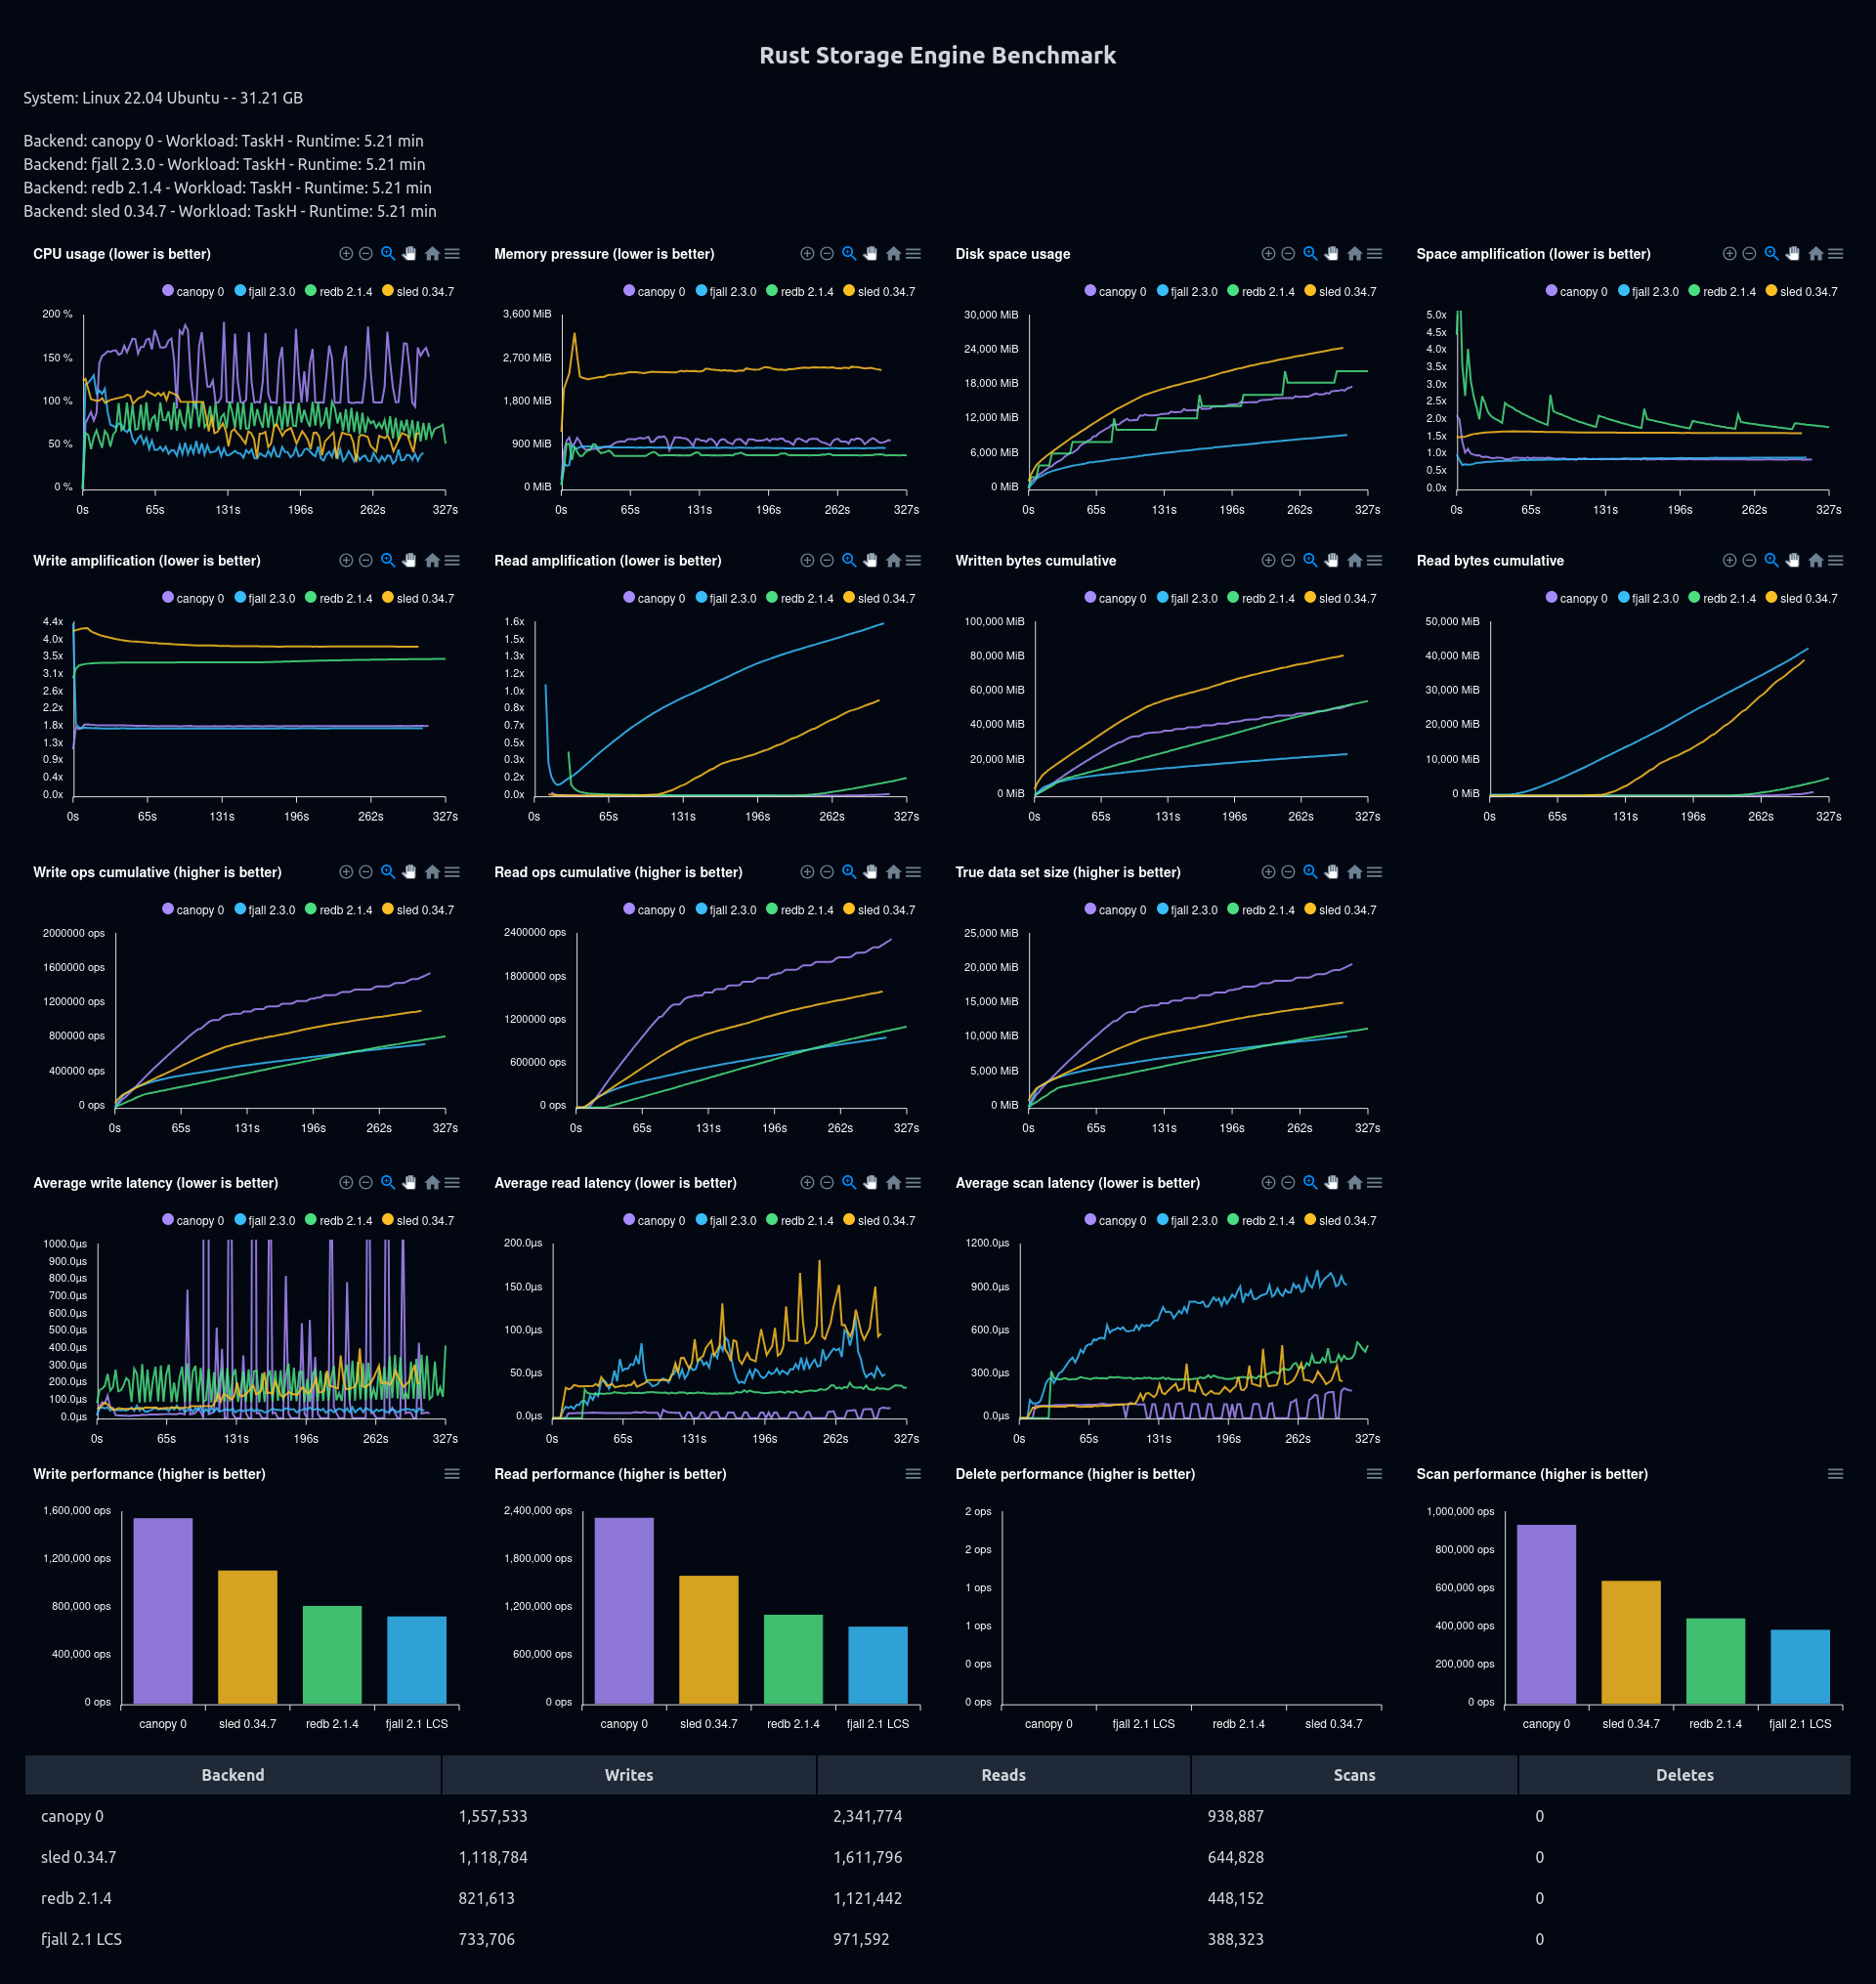 Rust Storage Engine Benchmark
System: Linux 22.04 Ubuntu - - 31.21 GB
Backend: canopy 0 - Workload: TaskH - Runtime: 5.21 min
Backend: fjall 2.3.0 - Workload: TaskH - Runtime: 5.21 min
Backend: redb 2.1.4 - Workload: TaskH - Runtime: 5.21 min
Backend: sled 0.34.7 - Workload: TaskH - Runtime: 5.21 min
CPU usage (lower is better)
canopy 0 fjall 2.3.0 redb 2.1.4 sled 0.34.7
200 %
150 %
100 %
50 %
0 %
0s 65s 131s 196s 262s 327s
Memory pressure (lower is better)
canopy 0 fjall 2.3.0 redb 2.1.4 sled 0.34.7
3,600 MiB
2,700 MiB
1,800 MiB
900 MiB
0 MiB
0s 65s 131s 196s 262s 327s
Disk space usage
canopy 0 fjall 2.3.0 redb 2.1.4 sled 0.34.7
30,000 MiB
24,000 MiB
18,000 MiB
12,000 MiB
6,000 MiB
0 MiB
0s 65s 131s 196s 262s 327s
Space amplification (lower is better)
canopy 0 fjall 2.3.0 redb 2.1.4 sled 0.34.7
5.0x
4.5x
4.0x
3.5x
3.0x
2.5x
2.0x
1.5x
1.0x
0.5x
0.0x
0s 65s 131s 196s 262s 327s
Write amplification (lower is better)
canopy 0 fjall 2.3.0 redb 2.1.4 sled 0.34.7
4.4x
4.0x
3.5x
3.1x
2.6x
2.2x
1.8x
1.3x
0.9x
0.4x
0.0x
0s 65s 131s 196s 262s 327s
Read amplification (lower is better)
canopy 0 fjall 2.3.0 redb 2.1.4 sled 0.34.7
1.6x
1.5x
1.3x
1.2x
1.0x
0.8x
0.7x
0.5x
0.3x
0.2x
0.0x
0s 65s 131s 196s 262s 327s
Written bytes cumulative
canopy 0 fjall 2.3.0 redb 2.1.4 sled 0.34.7
100,000 MiB
80,000 MiB
60,000 MiB
40,000 MiB
20,000 MiB
0 MiB
0s 65s 131s 196s 262s 327s
Read bytes cumulative
canopy 0 fjall 2.3.0 redb 2.1.4 sled 0.34.7
50,000 MiB
40,000 MiB
30,000 MiB
20,000 MiB
10,000 MiB
0 MiB
0s 65s 131s 196s 262s 327s
Write ops cumulative (higher is better)
canopy 0 fjall 2.3.0 redb 2.1.4 sled 0.34.7
2000000 ops
1600000 ops
1200000 ops
800000 ops
400000 ops
0 ops
0s 65s 131s 196s 262s 327s
Read ops cumulative (higher is better)
canopy 0 fjall 2.3.0 redb 2.1.4 sled 0.34.7
2400000 ops
1800000 ops
1200000 ops
600000 ops
0 ops
0s 65s 131s 196s 262s 327s
True data set size (higher is better)
canopy 0 fjall 2.3.0 redb 2.1.4 sled 0.34.7
25,000 MiB
20,000 MiB
15,000 MiB
10,000 MiB
5,000 MiB
0 MiB
0s 65s 131s 196s 262s 327s
Average write latency (lower is better)
canopy 0 fjall 2.3.0 redb 2.1.4 sled 0.34.7
1000.0µs
900.0µs
800.0µs
700.0µs
600.0µs
500.0µs
400.0µs
300.0µs
200.0µs
100.0µs
0.0µs
0s 65s 131s 196s 262s 327s
Average read latency (lower is better)
canopy 0 fjall 2.3.0 redb 2.1.4 sled 0.34.7
200.0µs
150.0µs
100.0µs
50.0µs
0.0µs
0s 65s 131s 196s 262s 327s
Average scan latency (lower is better)
canopy 0 fjall 2.3.0 redb 2.1.4 sled 0.34.7
1200.0µs
900.0µs
600.0µs
300.0µs
0.0µs
0s 65s 131s 196s 262s 327s
Write performance (higher is better)
1,600,000 ops
1,200,000 ops
800,000 ops
400,000 ops
0 ops
canopy 0 sled 0.34.7 redb 2.1.4 fjall 2.1 LCS
Read performance (higher is better)
2,400,000 ops
1,800,000 ops
1,200,000 ops
600,000 ops
0 ops
canopy 0 sled 0.34.7 redb 2.1.4 fjall 2.1 LCS
Delete performance (higher is better)
2 ops
2 ops
1 ops
1 ops
0 ops
0 ops
canopy 0 fjall 2.1 LCS redb 2.1.4 sled 0.34.7
Scan performance (higher is better)
1,000,000 ops
800,000 ops
600,000 ops
400,000 ops
200,000 ops
0 ops
canopy 0 sled 0.34.7 redb 2.1.4 fjall 2.1 LCS
Backend Writes Reads Scans Deletes
canopy 0 1,557,533 2,341,774 938,887 0
sled 0.34.7 1,118,784 1,611,796 644,828 0
redb 2.1.4 821,613 1,121,442 448,152 0
fjall 2.1 LCS 733,706 971,592 388,323 0